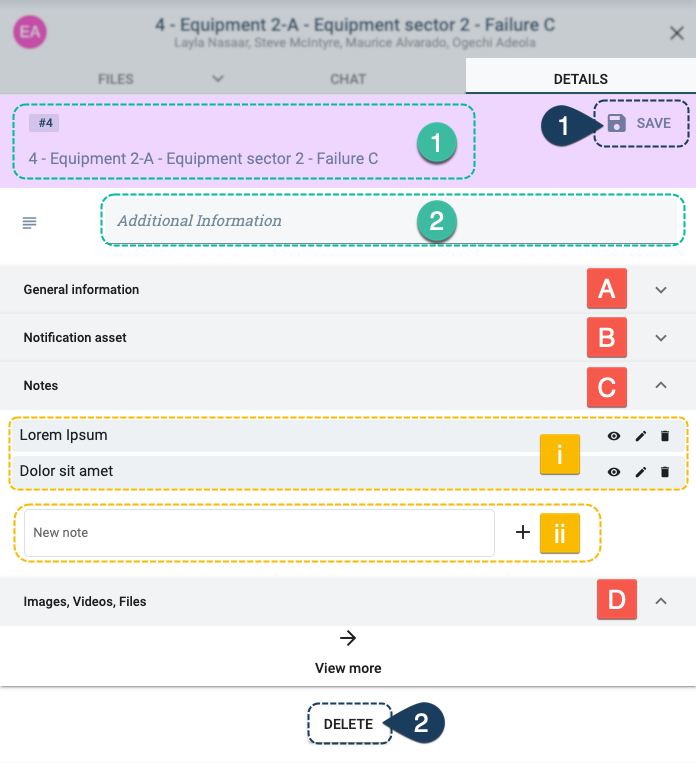 EA
4 - Equipment 2-A - Equipment sector 2 - Failure C
Layla Nasaar, Steve McIntyre, Maurice Alvarado, Ogechi Adeola
FILES CHAT DETAILS
#4
1
1 SAVE
4 - Equipment 2-A - Equipment sector 2 - Failure C
Additional Information 2
General information A
Notification asset B
Notes C
Lorem Ipsum
i
Dolor sit amet
New note + ii
Images, Videos, Files D
View more
DELETE 2